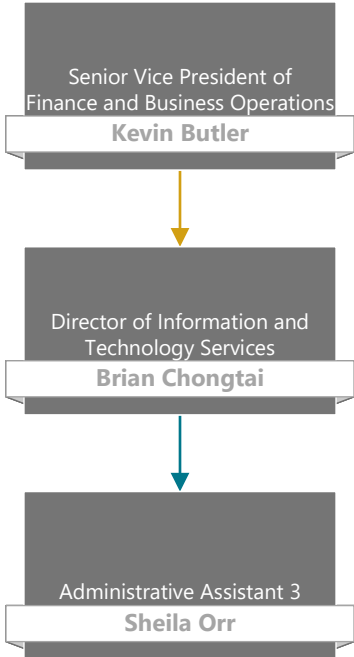 Senior Vice President of
Finance and Business Operations
Kevin Butler
Director of Information and
Technology Services
Brian Chongtai
Administrative Assistant 3
Sheila Orr